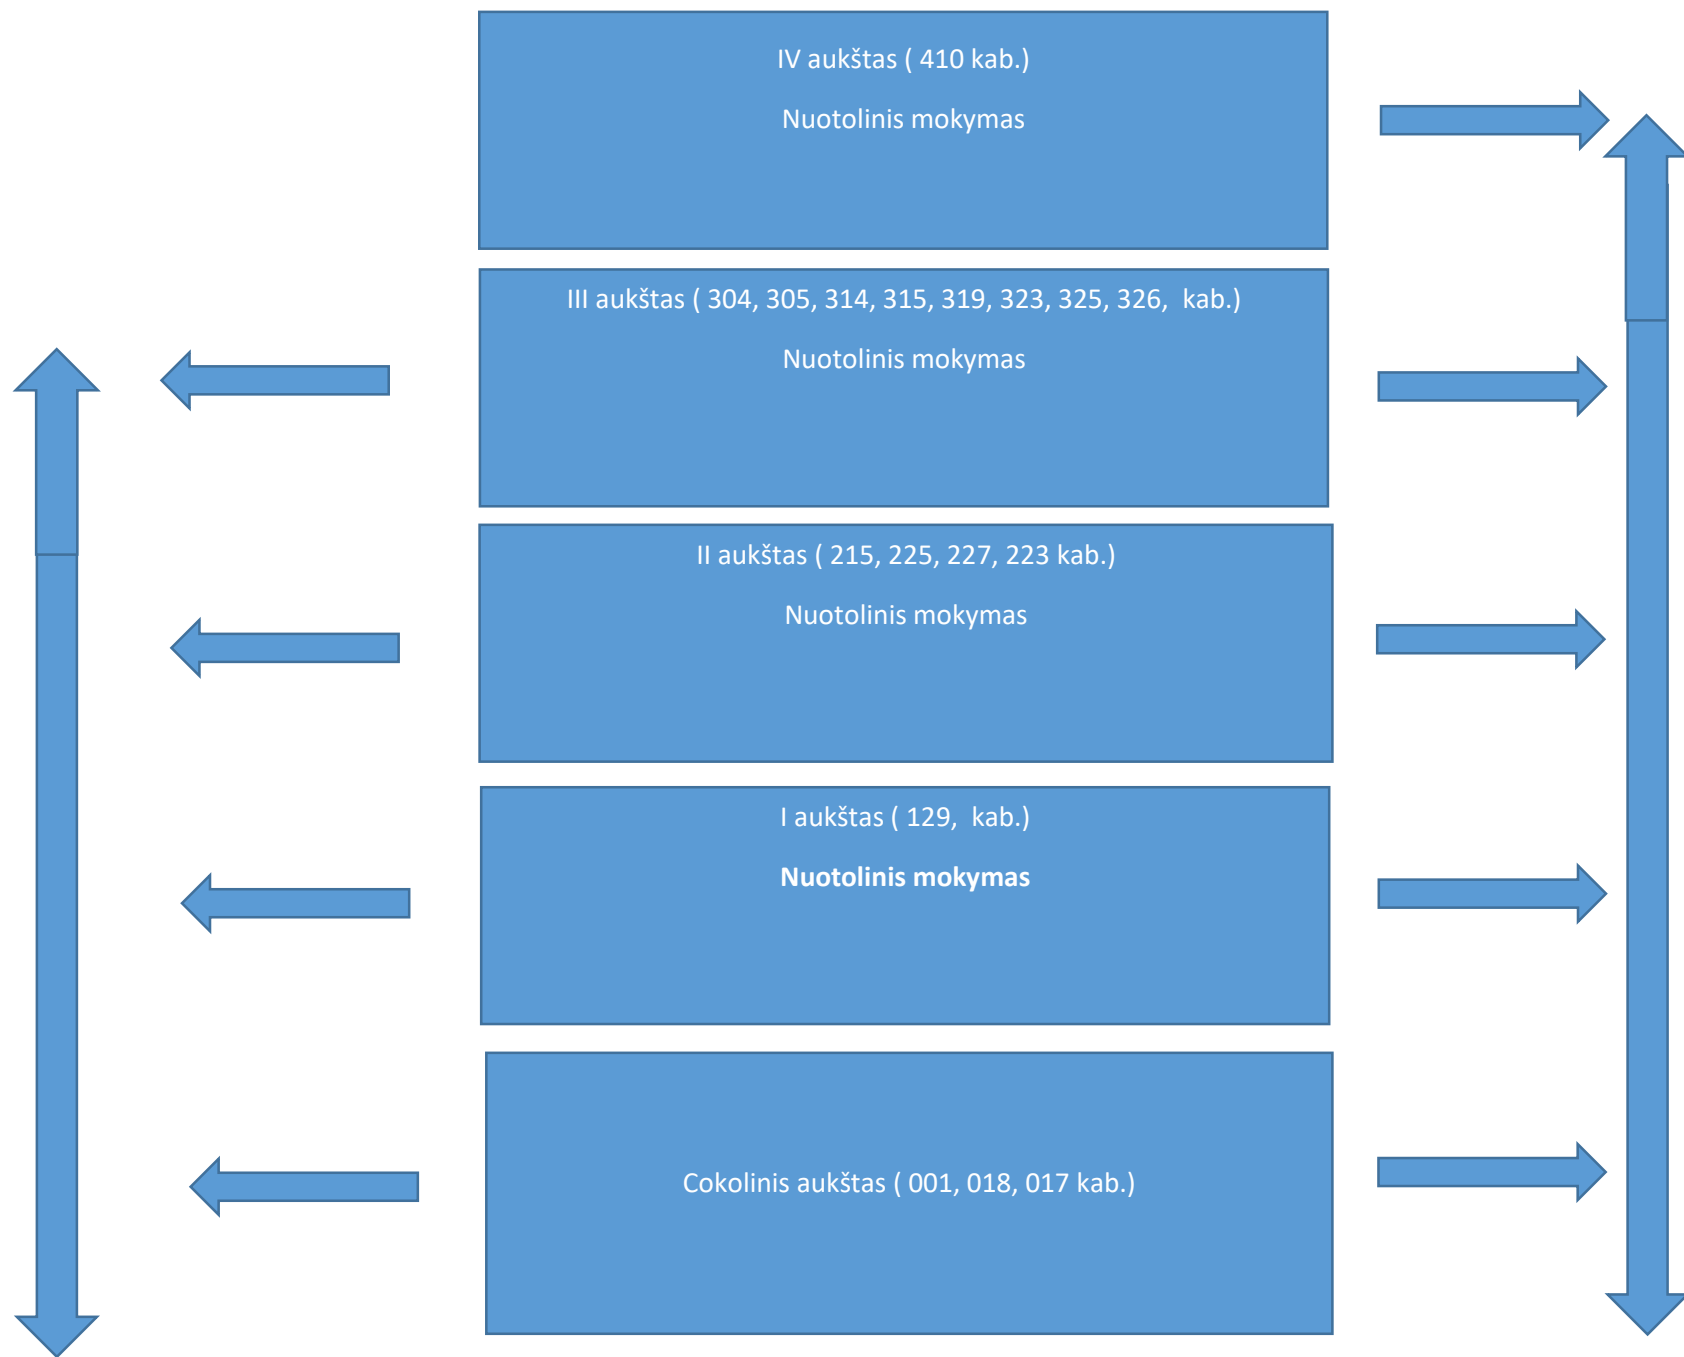 IV aukštas ( 410 kab.)
Nuotolinis mokymas
III aukštas ( 304, 305, 314, 315, 319, 323, 325, 326,  kab.)
Nuotolinis mokymas
II aukštas ( 215, 225, 227, 223 kab.)
Nuotolinis mokymas
I aukštas ( 129,  kab.)
Nuotolinis mokymas
Cokolinis aukštas ( 001, 018, 017 kab.)